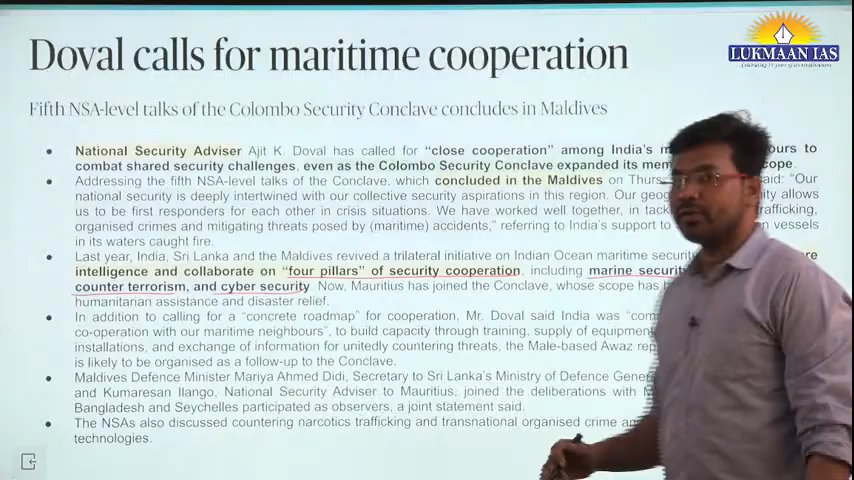 LUKMAAN IAS
Doval calls for maritime cooperation
Fifth NSA-level talks of the Colombo Security Conclave concludes in Maldives
• National Security Adviser Ajit K. Doval has called for “close cooperation” among India’s ours to
combat shared security challenges, even as the Colombo Security Conclave expanded its ope.
• Addressing the fifth NSA-level talks of the Conclave, which concluded in the Maldives on said: “Our
national security is deeply intertwined with our collective security aspirations in this region. Our allows
us to be first responders for each other in crisis situations. We have worked well together, in trafficking,
organised crimes and mitigating threats posed by (maritime) accidents,” referring to India’s support to vessels
in its waters caught fire.
• Last year, India, Sri Lanka and the Maldives revived a trilateral initiative on Indian Ocean maritime re
intelligence and collaborate on “four pillars” of security cooperation, including marine
counter terrorism, and cyber security Now, Mauritius has joined the Conclave, whose scope has
humanitarian assistance and disaster relief.
• In addition to calling for a “concrete roadmap” for cooperation, Mr. Doval said India was
co-operation with our maritime neighbours”, to build capacity through training, supply of
installations, and exchange of information for unitedly countering threats, the Male-based Awaz
is likely to be organised as a follow-up to the Conclave.
• Maldives Defence Minister Mariya Ahmed Didi, Secretary to Sri Lanka’s Ministry of Defence
and Kumaresan Ilango, National Security Adviser to Mauritius, joined the deliberations with
Bangladesh and Seychelles participated as observers, a joint statement said.
• The NSAs also discussed countering narcotics trafficking and transnational organised crime
technologies.